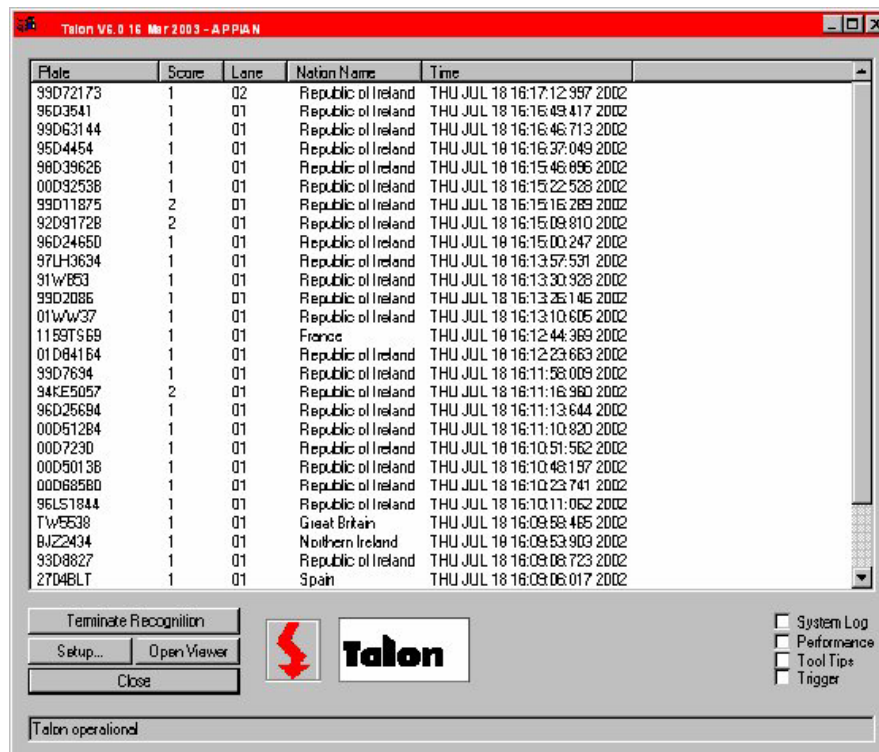 Talon V6.0 16 Mar 2003 - APPIAN
Plate Score Lane Nation Name Time
99D72173 1 02 Republic of Ireland THU JUL 18 16:17:12:997 2002
96D3541 1 01 Republic of Ireland THU JUL 18 16:16:49:417 2002
99D63144 1 01 Republic of Ireland THU JUL 18 16:16:46:713 2002
95D4454 1 01 Republic of Ireland THU JUL 18 16:16:37:049 2002
98D39626 1 01 Republic of Ireland THU JUL 18 16:15:46:896 2002
00D92538 1 01 Republic of Ireland THU JUL 18 16:15:22:528 2002
99D11875 2 01 Republic of Ireland THU JUL 18 16:15:16:289 2002
92D91728 2 01 Republic of Ireland THU JUL 18 16:15:09:810 2002
96D24650 1 01 Republic of Ireland THU JUL 18 16:15:00:247 2002
97LH3634 1 01 Republic of Ireland THU JUL 18 16:13:57:531 2002
91WB53 1 01 Republic of Ireland THU JUL 18 16:13:30:928 2002
99D2086 1 01 Republic of Ireland THU JUL 18 16:13:26:146 2002
01WW37 1 01 Republic of Ireland THU JUL 18 16:13:10:605 2002
1159TS69 1 01 France THU JUL 18 16:12:44:369 2002
01D84164 1 01 Republic of Ireland THU JUL 18 16:12:23:663 2002
99D7694 1 01 Republic of Ireland THU JUL 18 16:11:58:009 2002
94KE5057 2 01 Republic of Ireland THU JUL 18 16:11:16:960 2002
96D25694 1 01 Republic of Ireland THU JUL 18 16:11:13:644 2002
00D51284 1 01 Republic of Ireland THU JUL 18 16:11:10:820 2002
00D7230 1 01 Republic of Ireland THU JUL 18 16:10:51:562 2002
00D50138 1 01 Republic of Ireland THU JUL 18 16:10:48:197 2002
00D68580 1 01 Republic of Ireland THU JUL 18 16:10:23:741 2002
96LS1844 1 01 Republic of Ireland THU JUL 18 16:10:11:062 2002
TW5538 1 01 Great Britain THU JUL 18 16:09:58:465 2002
BJZ2434 1 01 Northern Ireland THU JUL 18 16:09:53:903 2002
93D8827 1 01 Republic of Ireland THU JUL 18 16:09:08:723 2002
2704BLT 1 01 Spain THU JUL 18 16:09:06:017 2002
Terminate Recognition
Setup... Open Viewer
Close
Talon
System Log
Performance
Tool Tips
Trigger
Talon operational